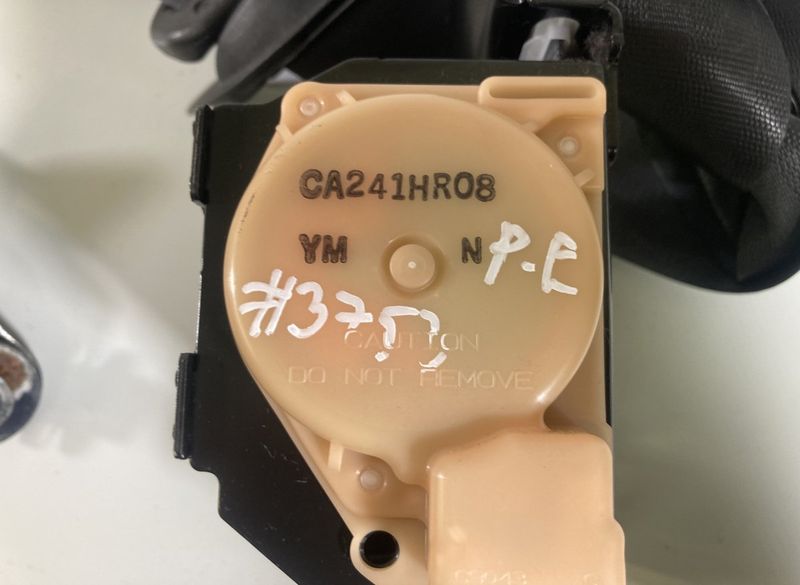 CA241HR08
YM N P-E
#375
CAUTION
DO NOT REMOVE